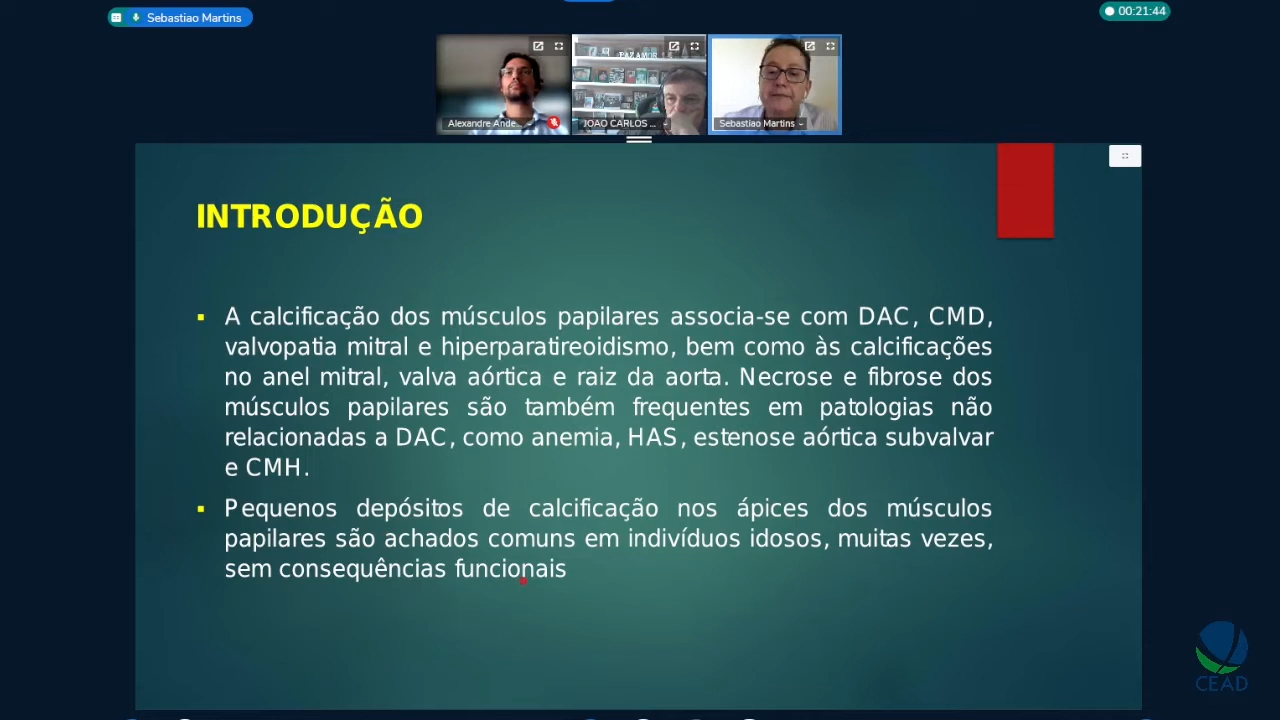 Sebastiao Martins
00:21:44
Alexandre Ande...
JOAO CARLOS ...
Sebastiao Martins
INTRODUÇÃO
▪ A calcificação dos músculos papilares associa-se com DAC, CMD,
valvopatia mitral e hiperparatireoidismo, bem como às calcificações
no anel mitral, valva aórtica e raiz da aorta. Necrose e fibrose dos
músculos papilares são também frequentes em patologias não
relacionadas a DAC, como anemia, HAS, estenose aórtica subvalvar
e CMH.
▪ Pequenos depósitos de calcificação nos ápices dos músculos
papilares são achados comuns em indivíduos idosos, muitas vezes,
sem consequências funcionais
CEAD